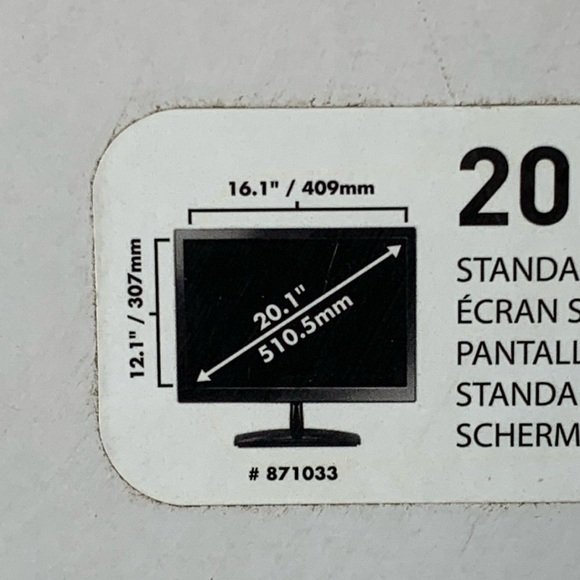 16.1" / 409mm
12.1" / 307mm
20.1"
510.5mm
# 871033
20
STANDA
ÉCRAN S
PANTALL
STANDA
SCHERM